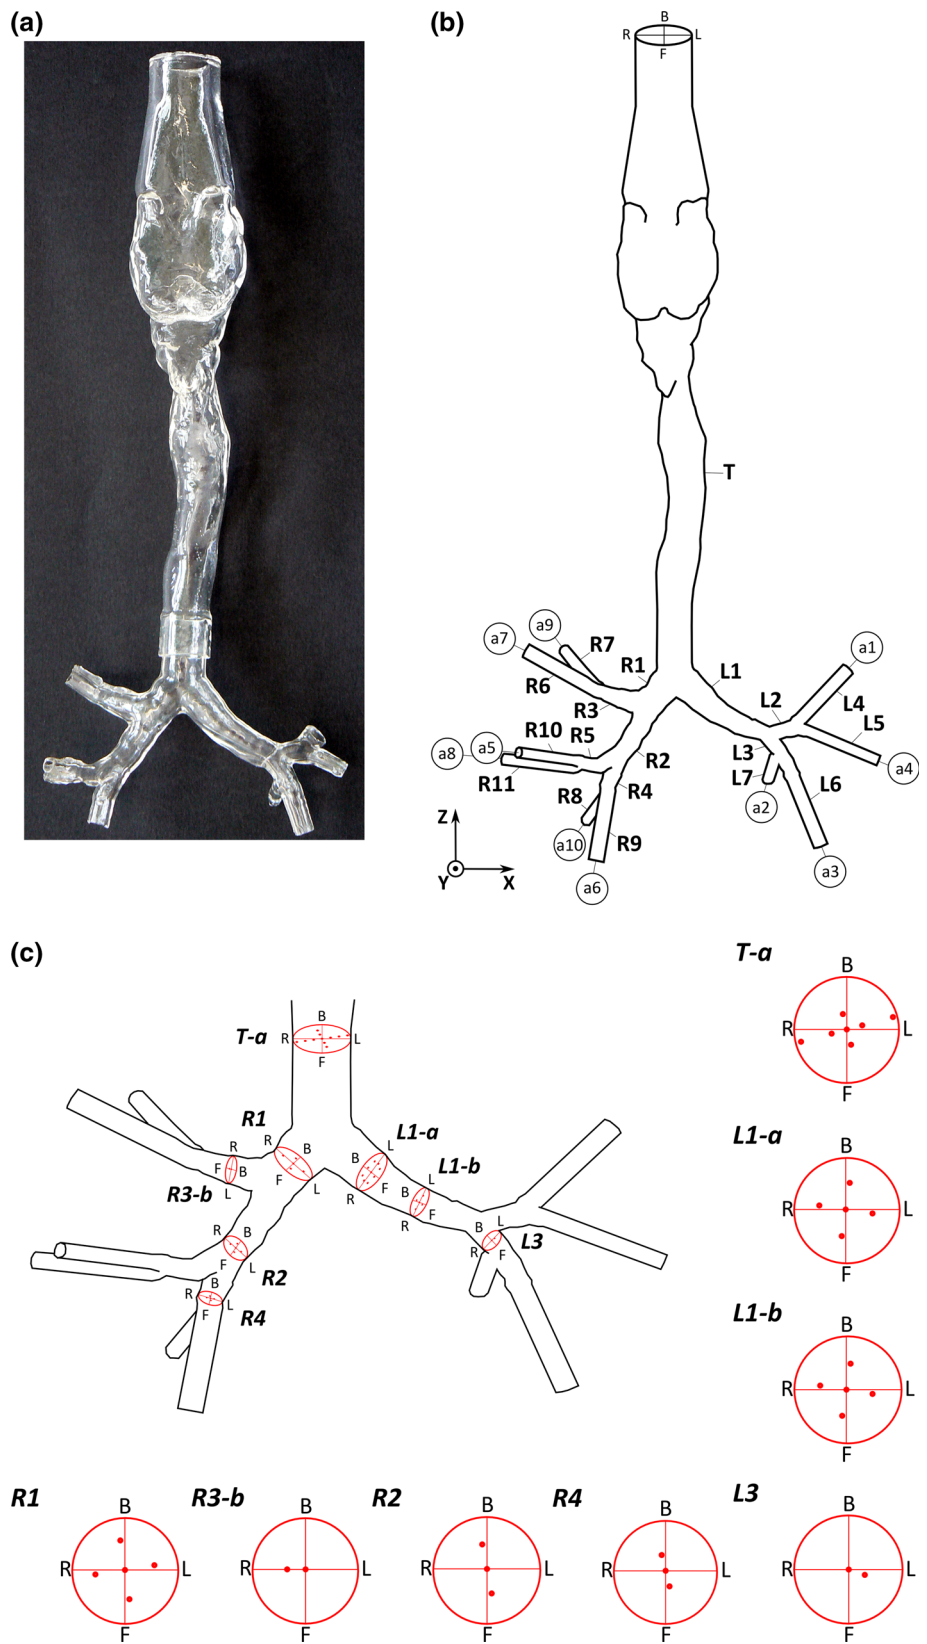 (a)
(b)
B
R L
F
T
a9
a7 R7 a1
R1 L1
R6 L2 L4
R3 L5
R10 R5
a8 a5 R2 L3 a4
R11 R4 L7 L6
R8 a2
Z
a10 R9
Y X a6 a3
(c)
T-a
B
R L
F
T-a
B
R L
F
R1
R B
F L
L1-a
L
B
F
R
L1-b
L
B
F
R
R3-b
R
F B
L
L3
L
B
R F
R2
R B
F L
R4
B
R L
F
L1-a
B
R L
F
L1-b
B
R L
F
R1
B
R L
F
R3-b
B
R L
F
R2
B
R L
F
R4
B
R L
F
L3
B
R L
F